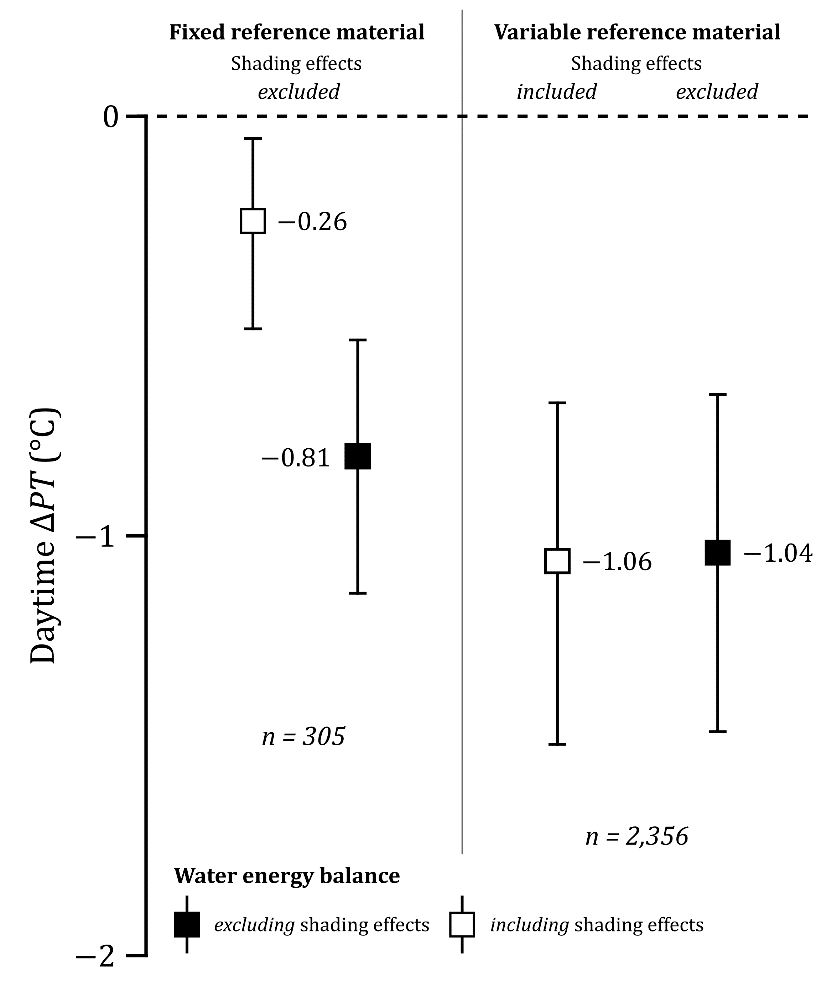 Fixed reference material
Shading effects
excluded
Variable reference material
Shading effects
included excluded
0
−0.26
−0.81
−1
−1.06
−1.04
Daytime ΔPT (°C)
n = 305
n = 2,356
Water energy balance
excluding shading effects
including shading effects
−2